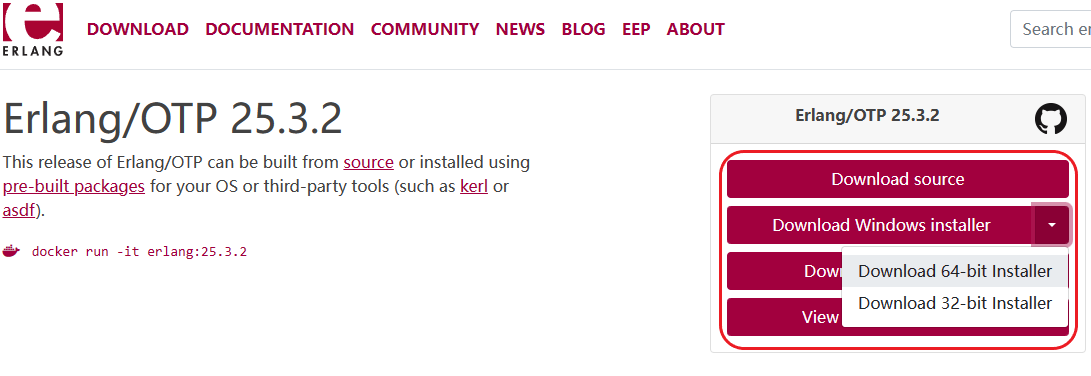 ERLANG
DOWNLOAD DOCUMENTATION COMMUNITY NEWS BLOG EEP ABOUT
Search
Erlang/OTP 25.3.2
This release of Erlang/OTP can be built from source or installed using
pre-built packages for your OS or third-party tools (such as kerl or
asdf).
docker run -it erlang:25.3.2
Erlang/OTP 25.3.2
Download source
Download Windows installer
Download 64-bit Installer
Download 32-bit Installer
View